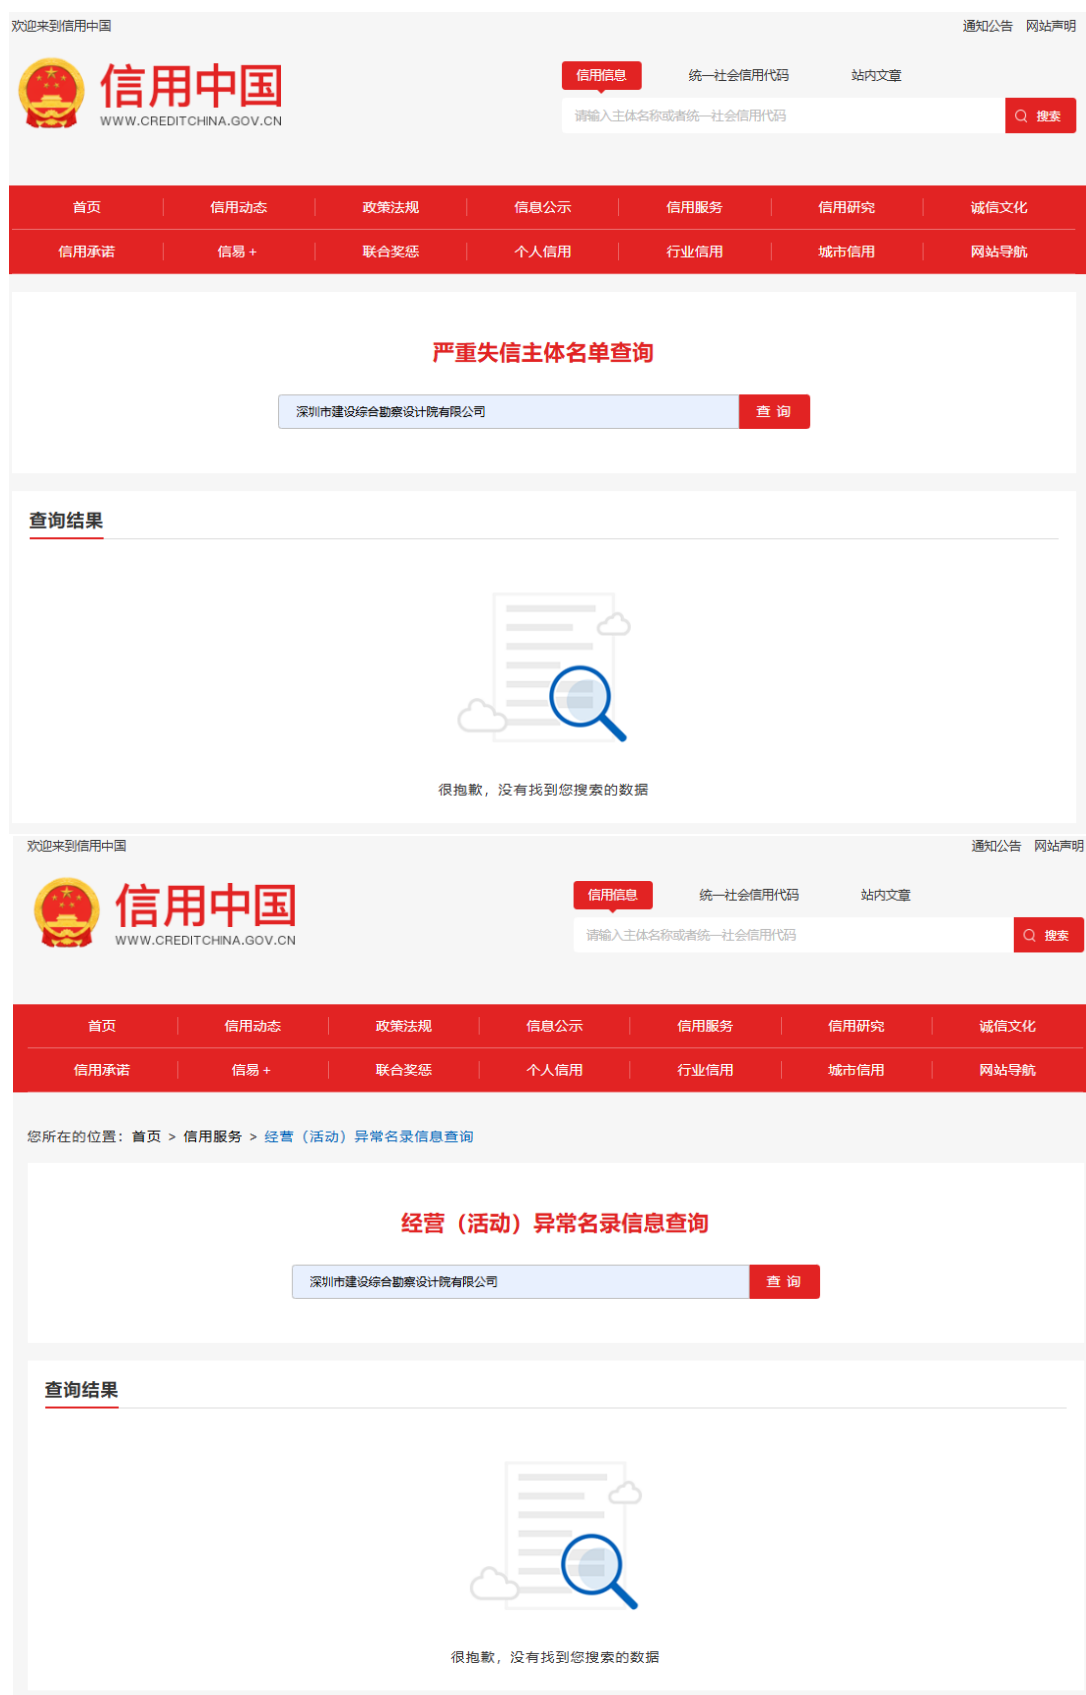 欢迎来到信用中国
通知公告 网站声明
信用中国
WWW.CREDITCHINA.GOV.CN
信用信息 统一社会信用代码 站内文章
请输入主体名称或者统一社会信用代码 搜索
首页 信用动态 政策法规 信息公示 信用服务 信用研究 诚信文化
信用承诺 信易+ 联合奖惩 个人信用 行业信用 城市信用 网站导航
严重失信主体名单查询
深圳市建设综合勘察设计院有限公司 查询
查询结果
很抱歉，没有找到您搜索的数据
欢迎来到信用中国
通知公告 网站声明
信用中国
WWW.CREDITCHINA.GOV.CN
信用信息 统一社会信用代码 站内文章
请输入主体名称或者统一社会信用代码 搜索
首页 信用动态 政策法规 信息公示 信用服务 信用研究 诚信文化
信用承诺 信易+ 联合奖惩 个人信用 行业信用 城市信用 网站导航
您所在的位置：首页 > 信用服务 > 经营（活动）异常名录信息查询
经营（活动）异常名录信息查询
深圳市建设综合勘察设计院有限公司 查询
查询结果
很抱歉，没有找到您搜索的数据